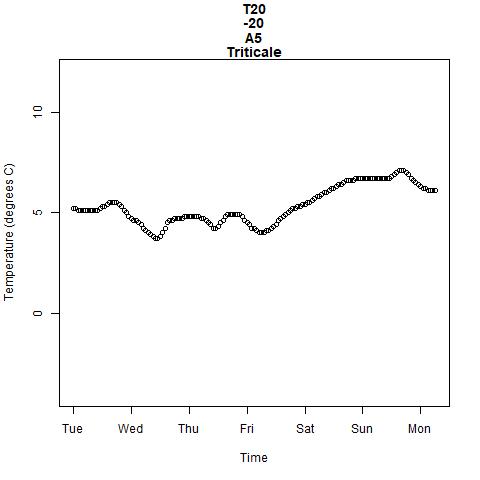 T20
-20
A5
Triticale
10
5
0
Temperature (degrees C)
Tue Wed Thu Fri Sat Sun Mon
Time